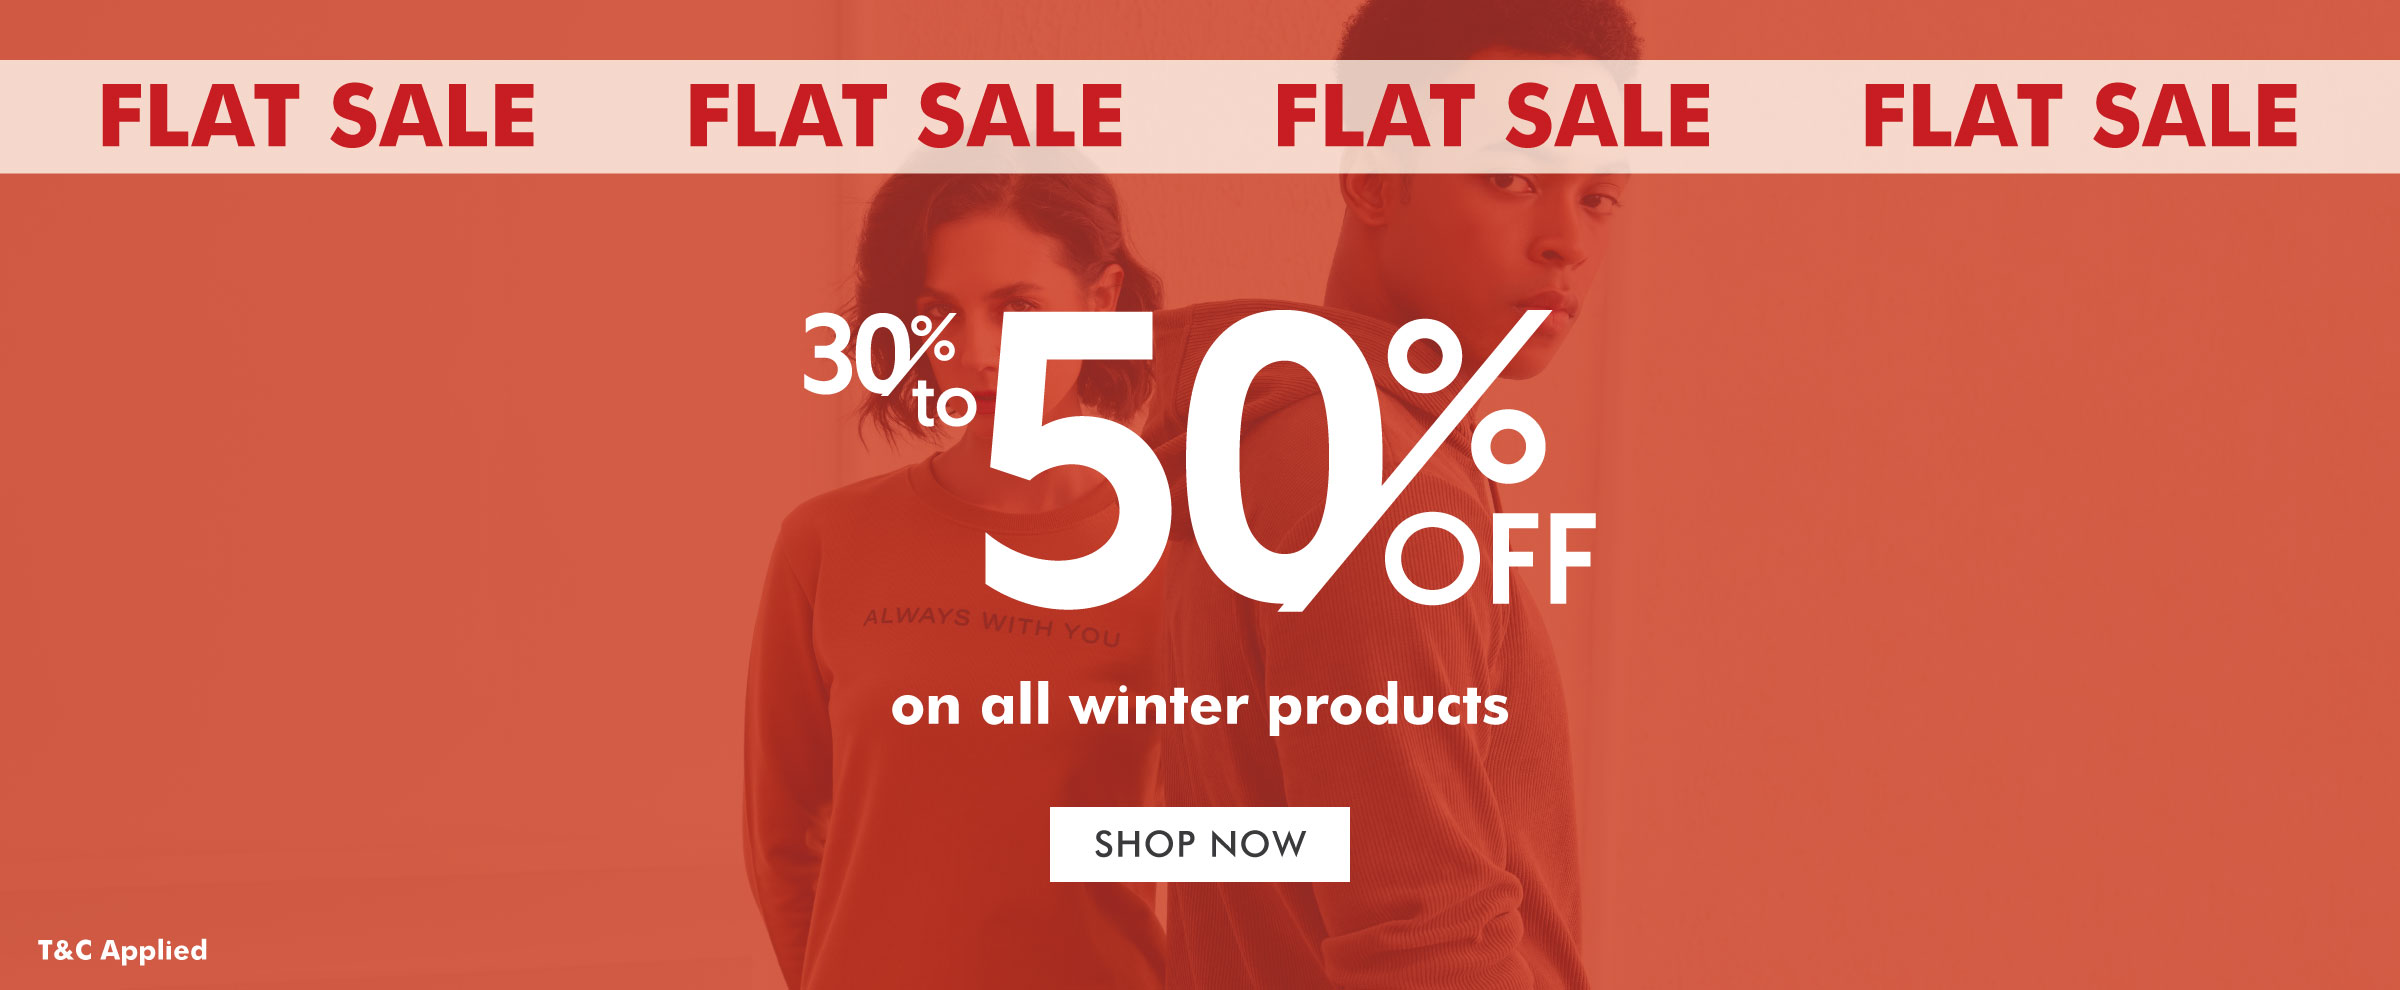 FLAT SALE FLAT SALE FLAT SALE FLAT SALE
30% to 50% OFF
ALWAYS WITH YOU
on all winter products
SHOP NOW
T&C Applied